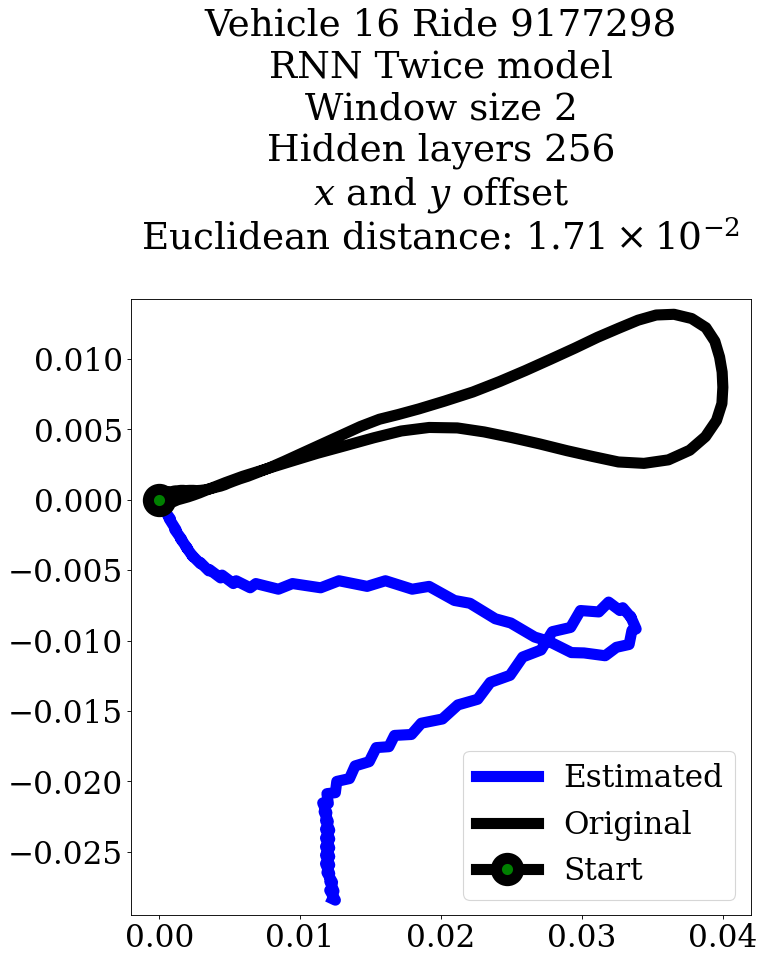 Vehicle 16 Ride 9177298
RNN Twice model
Window size 2
Hidden layers 256
x and y offset
Euclidean distance: 1.71 × 10⁻²
0.010
0.005
0.000
−0.005
−0.010
−0.015
−0.020
−0.025
Estimated
Original
Start
0.00 0.01 0.02 0.03 0.04